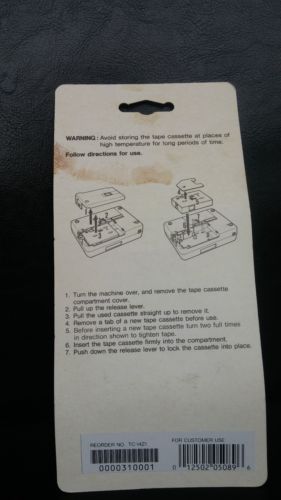 WARNING: Avoid storing the tape cassette at places of
high temperature for long periods of time.
Follow directions for use.
1. Turn the machine over, and remove the tape cassette
compartment cover.
2. Pull up the release lever.
3. Pull the used cassette straight up to remove it.
4. Remove a tab of a new tape cassette before use.
5. Before inserting a new tape cassette turn two full times
in direction shown to tighten tape.
6. Insert the tape cassette firmly into the compartment.
7. Push down the release lever to lock the cassette into place.
REORDER NO. TC14Z1
FOR CUSTOMER USE:
0000310001
0 12502 05089 6